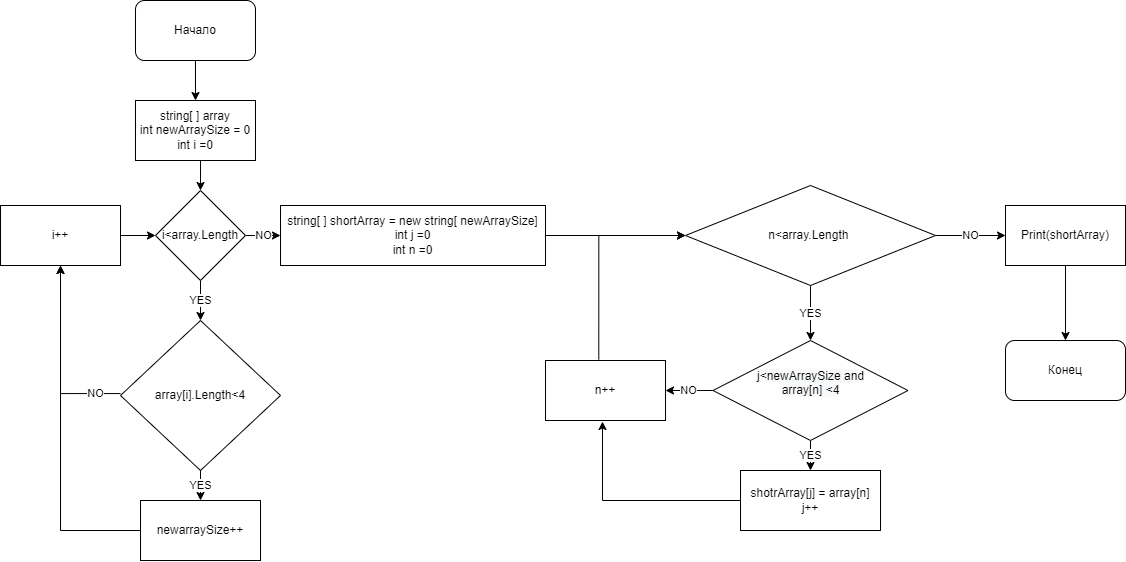 Начало
string[ ] array
int newArraySize = 0
int i =0
i++
i<array.Length
NO
string[ ] shortArray = new string[ newArraySize]
int j =0
int n =0
n<array.Length
NO
Print(shortArray)
YES
YES
Конец
array[i].Length<4
NO
n++
NO
j<newArraySize and
array[n] <4
YES
YES
newarraySize++
shotrArray[j] = array[n]
j++